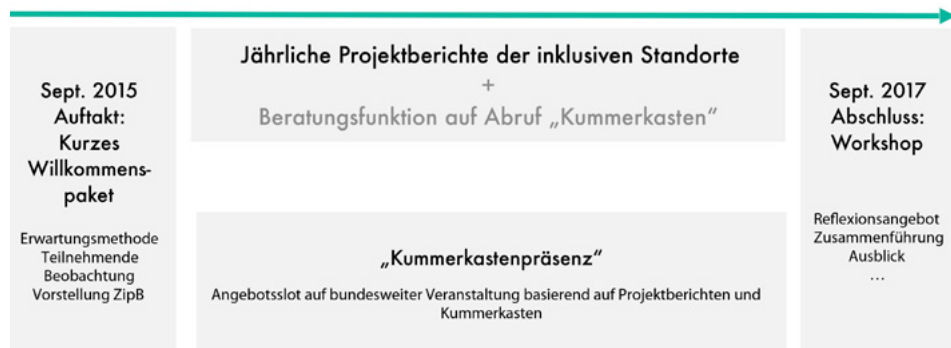 Sept. 2015
Auftakt:
Kurzes
Willkommens-
paket
Erwartungsmethode
Teilnehmende
Beobachtung
Vorstellung ZipB
Jährliche Projektberichte der inklusiven Standorte
+
Beratungsfunktion auf Abruf „Kummerkasten“
„Kummerkastenpräsenz“
Angebotsslot auf bundesweiter Veranstaltung basierend auf Projektberichten und
Kummerkasten
Sept. 2017
Abschluss:
Workshop
Reflexionsangebot
Zusammenführung
Ausblick
...